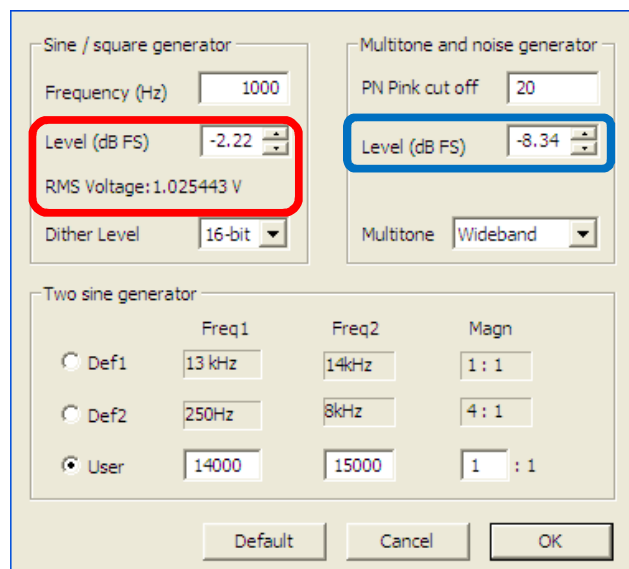 Sine / square generator
Frequency (Hz) 1000
Level (dB FS) -2.22
RMS Voltage:1.025443 V
Dither Level 16-bit
Multitone and noise generator
PN Pink cut off 20
Level (dB FS) -8.34
Multitone Wideband
Two sine generator
Freq1 Freq2 Magn
Def1 13 kHz 14kHz 1 : 1
Def2 250Hz 8kHz 4 : 1
User 14000 15000 1 : 1
Default Cancel OK